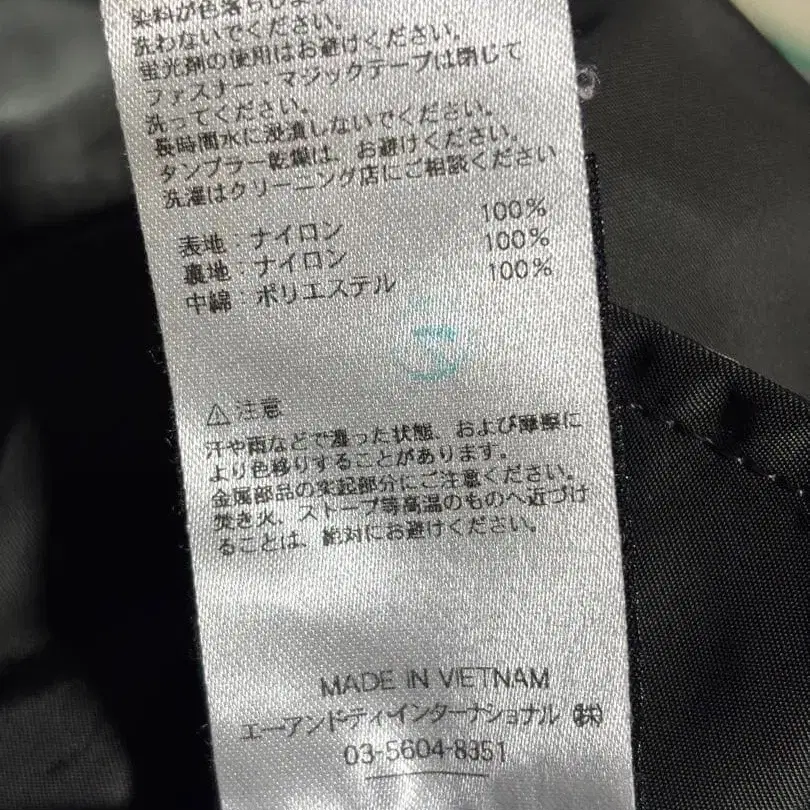 染料が色落ちしま
洗わないでください。
蛍光剤の使用はお避けください。
ファスナー・マジックテープは閉じて
洗ってください。
長時間水に浸漬しないでください。
タンブラー乾燥は、お避けください。
洗濯はクリーニング店にご相談ください
表地：ナイロン 100%
裏地：ナイロン 100%
中綿：ポリエステル 100%
⚠注意
汗や雨などで湿った状態、および摩擦に
より色移りすることがあります。
金属部品の突起部分にご注意ください。
焚き火、ストーブ等高温のものへ近づけ
ることは、絶対にお避けください。
MADE IN VIETNAM
エーアンドティ・インターナショナル（株）
03-5604-8351